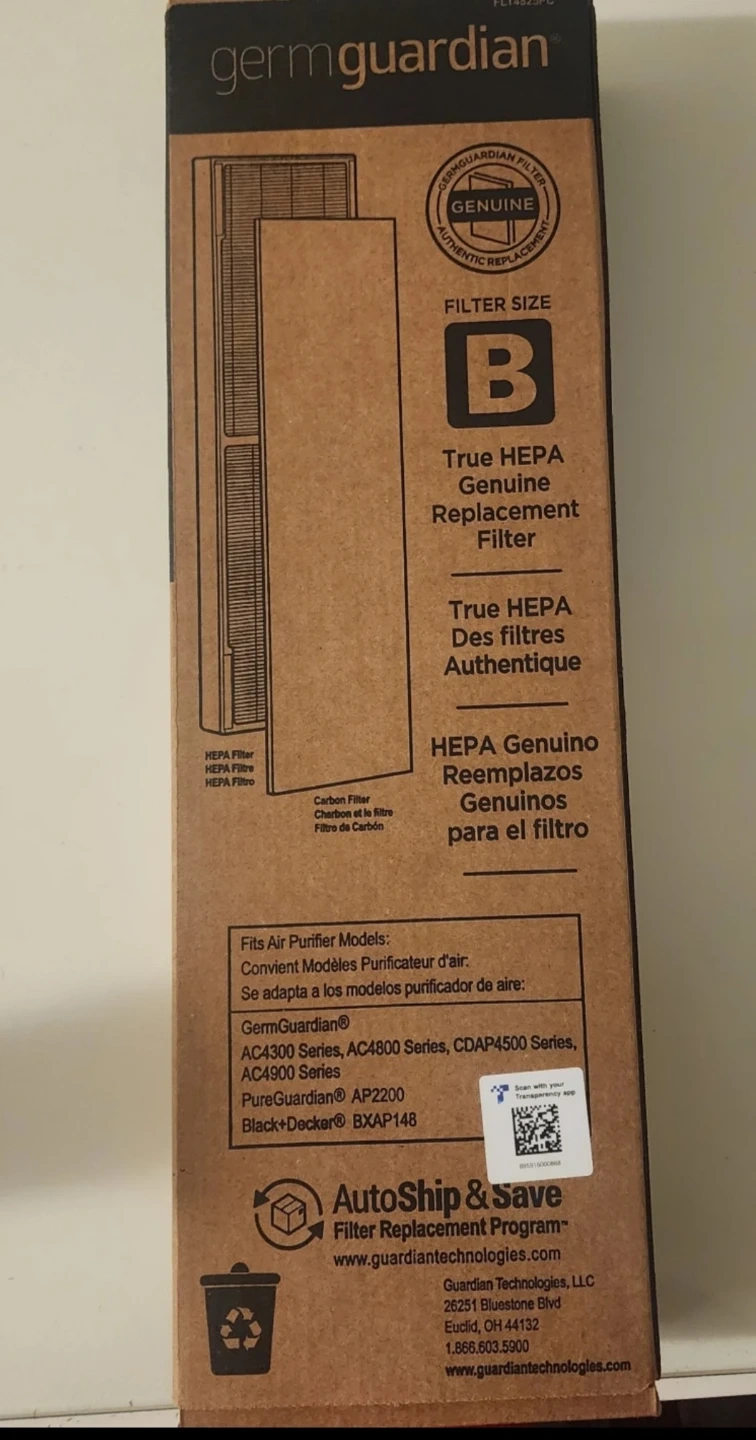 germguardian®
GERMGUARDIAN FILTER
GENUINE
AUTHENTIC REPLACEMENT
FILTER SIZE
B
True HEPA
Genuine
Replacement
Filter
True HEPA
Des filtres
Authentique
HEPA Genuino
Reemplazos
Genuinos
para el filtro
HEPA Filter
HEPA Filtre
HEPA Filtro
Carbon Filter
Charbon et le filtre
Filtro de Carbón
Fits Air Purifier Models:
Convient Modèles Purificateur d'air:
Se adapta a los modelos purificador de aire:
GermGuardian®
AC4300 Series, AC4800 Series, CDAP4500 Series,
AC4900 Series
PureGuardian® AP2200
Black+Decker® BXAP148
Scan with your
Transparency app
AutoShip & Save
Filter Replacement Program™
www.guardiantechnologies.com
Guardian Technologies, LLC
26251 Bluestone Blvd
Euclid, OH 44132
1.866.603.5900
www.guardiantechnologies.com